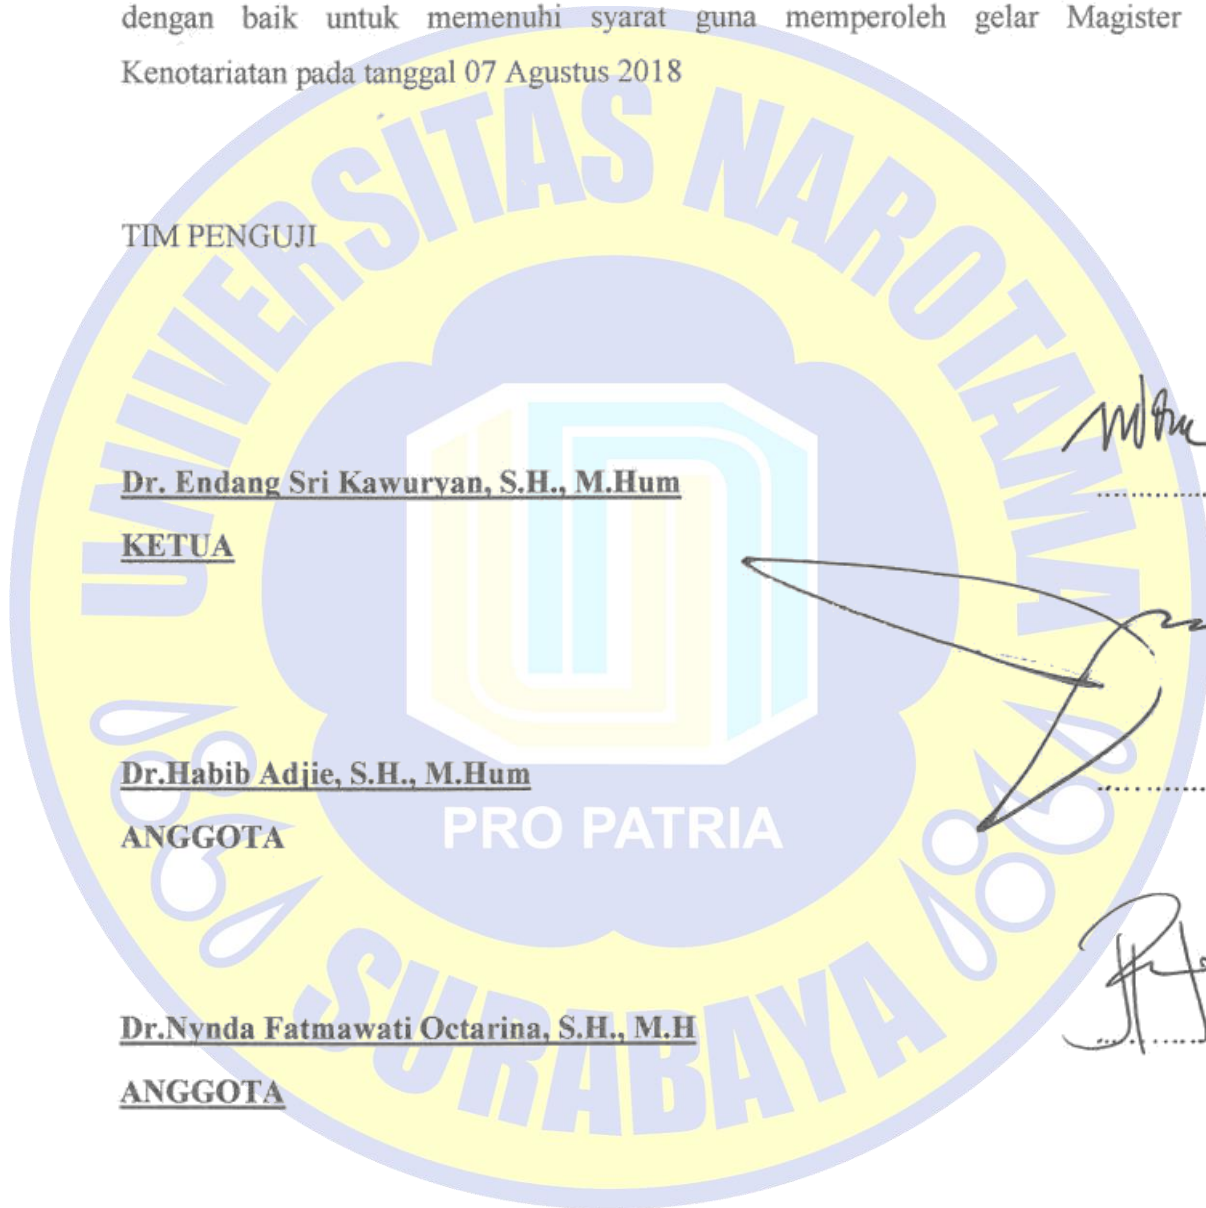 dengan baik untuk memenuhi syarat guna memperoleh gelar Magister
Kenotariatan pada tanggal 07 Agustus 2018
UNIVERSITAS NAROTAMA
TIM PENGUJI
Dr. Endang Sri Kawuryan, S.H., M.Hum
KETUA
Dr.Habib Adjie, S.H., M.Hum
ANGGOTA
PRO PATRIA
Dr.Nynda Fatmawati Octarina, S.H., M.H
ANGGOTA
SURABAYA